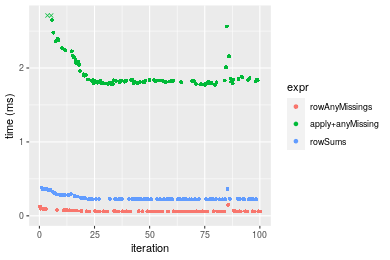 time (ms)
2
1
0
0
25
50
75
100
iteration
expr
rowAnyMissings
apply+anyMissing
rowSums